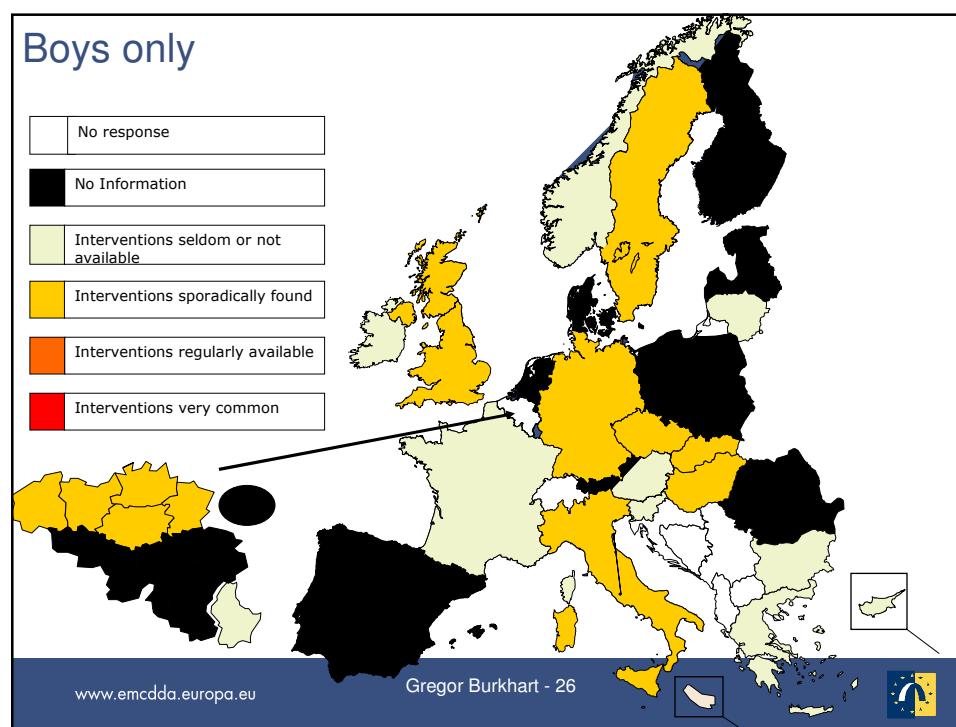 Boys only
No response
No Information
Interventions seldom or not
available
Interventions sporadically found
Interventions regularly available
Interventions very common
www.emcdda.europa.eu
Gregor Burkhart - 26